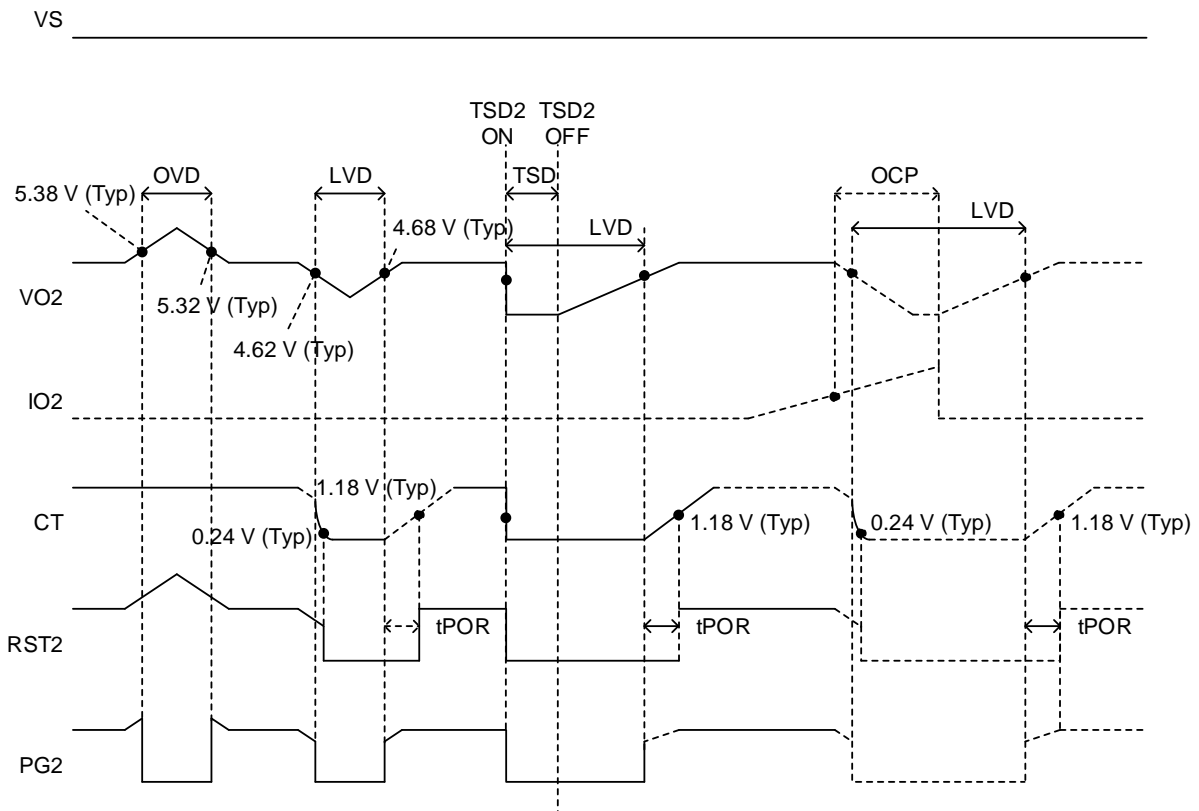 VS
TSD2 TSD2
ON OFF
OVD
LVD
TSD
OCP
5.38 V (Typ)
4.68 V (Typ)
LVD
LVD
VO2
5.32 V (Typ)
4.62 V (Typ)
IO2
1.18 V (Typ)
CT
0.24 V (Typ)
1.18 V (Typ)
0.24 V (Typ)
1.18 V (Typ)
RST2
tPOR
tPOR
tPOR
PG2